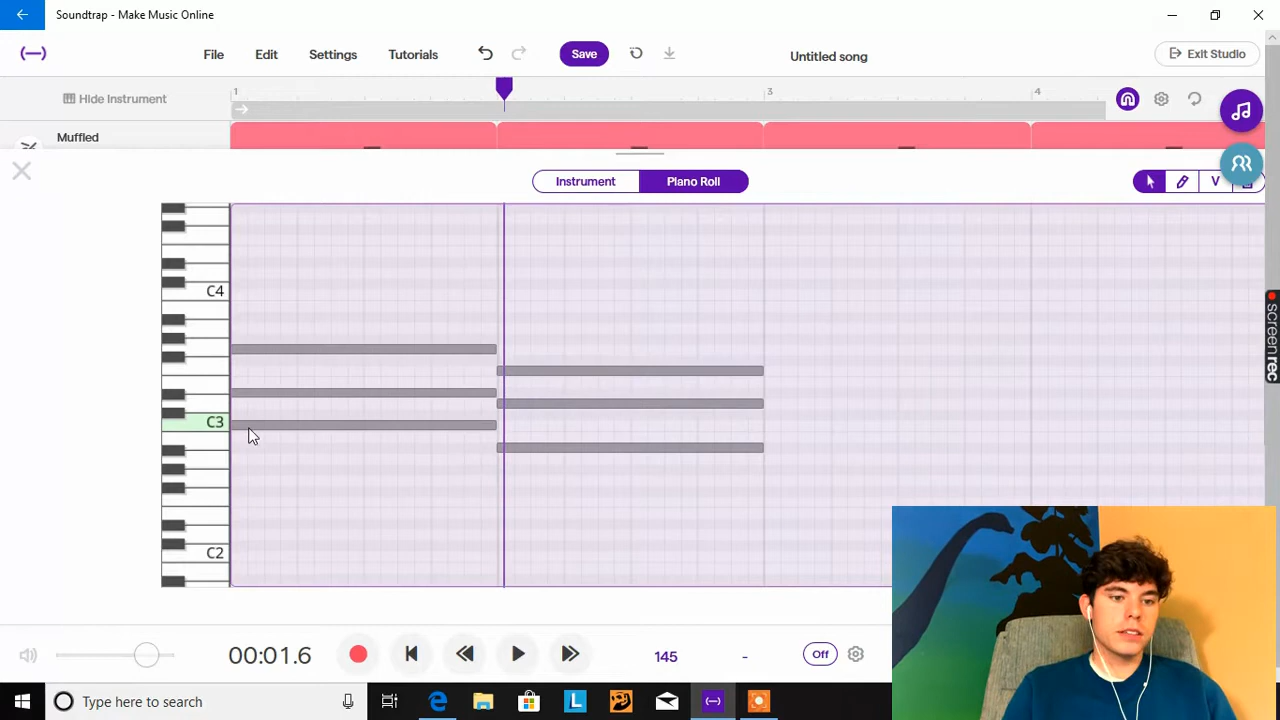 Soundtrap - Make Music Online
File Edit Settings Tutorials Save Untitled song Exit Studio
Hide Instrument 1 3 4
Muffled
Instrument Piano Roll V
C4
C3
C2
00:01.6 145 - Off
screenrec
Type here to search